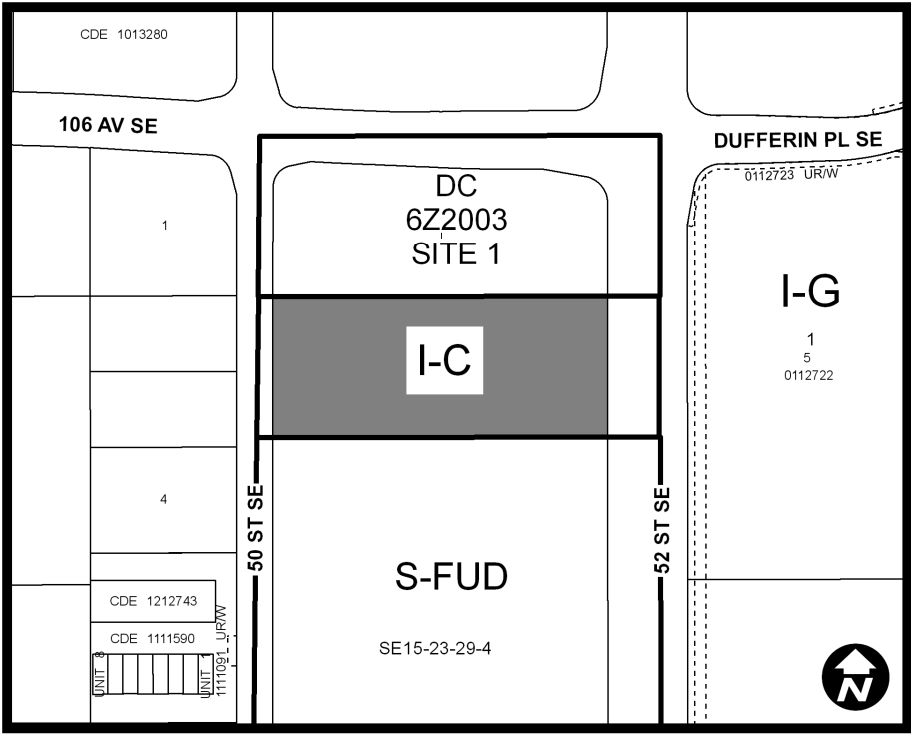 CDE 1013280
106 AV SE
DUFFERIN PL SE
0112723 UR/W
DC
6Z2003
SITE 1
1
I-G
1
5
0112722
I-C
4
50 ST SE
52 ST SE
S-FUD
SE15-23-29-4
CDE 1212743
CDE 1111590
UNIT 8
UNIT 1
1111091 UR/W
N